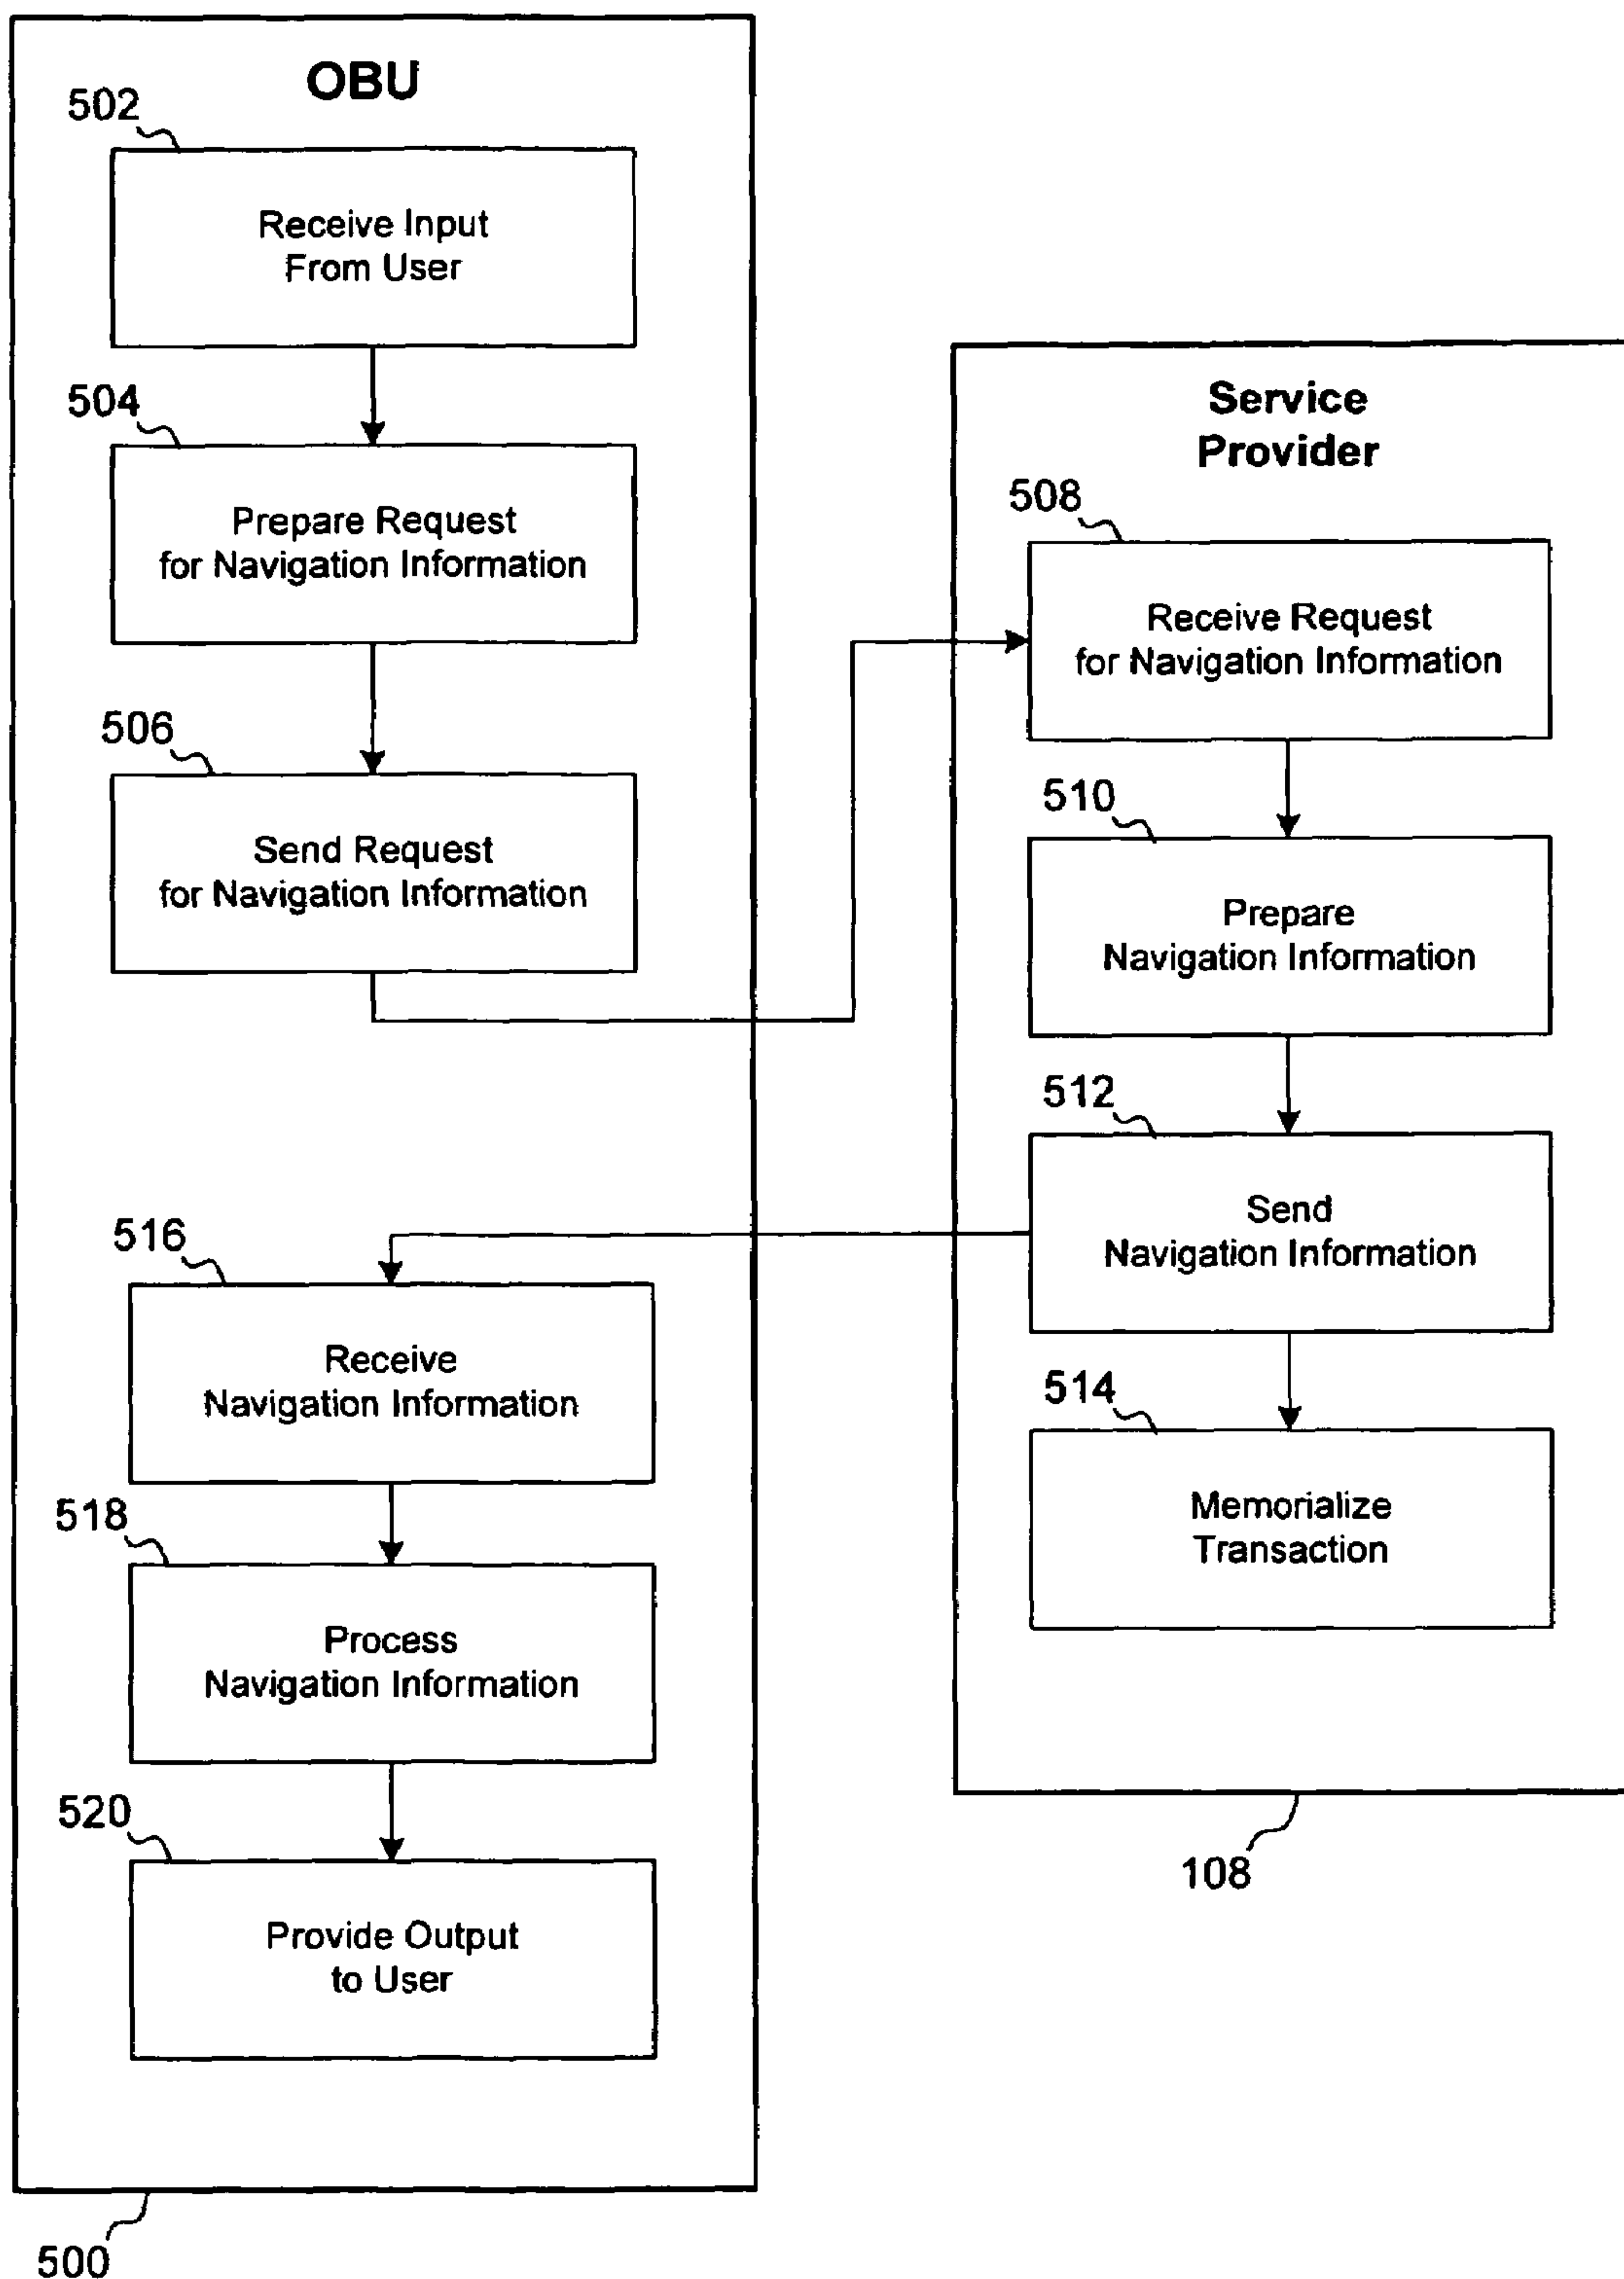 OBU
502
Receive Input
From User
504
Prepare Request
for Navigation Information
506
Send Request
for Navigation Information
Service
Provider
508
Receive Request
for Navigation Information
510
Prepare
Navigation Information
512
Send
Navigation Information
514
Memorialize
Transaction
108
516
Receive
Navigation Information
518
Process
Navigation Information
520
Provide Output
to User
500